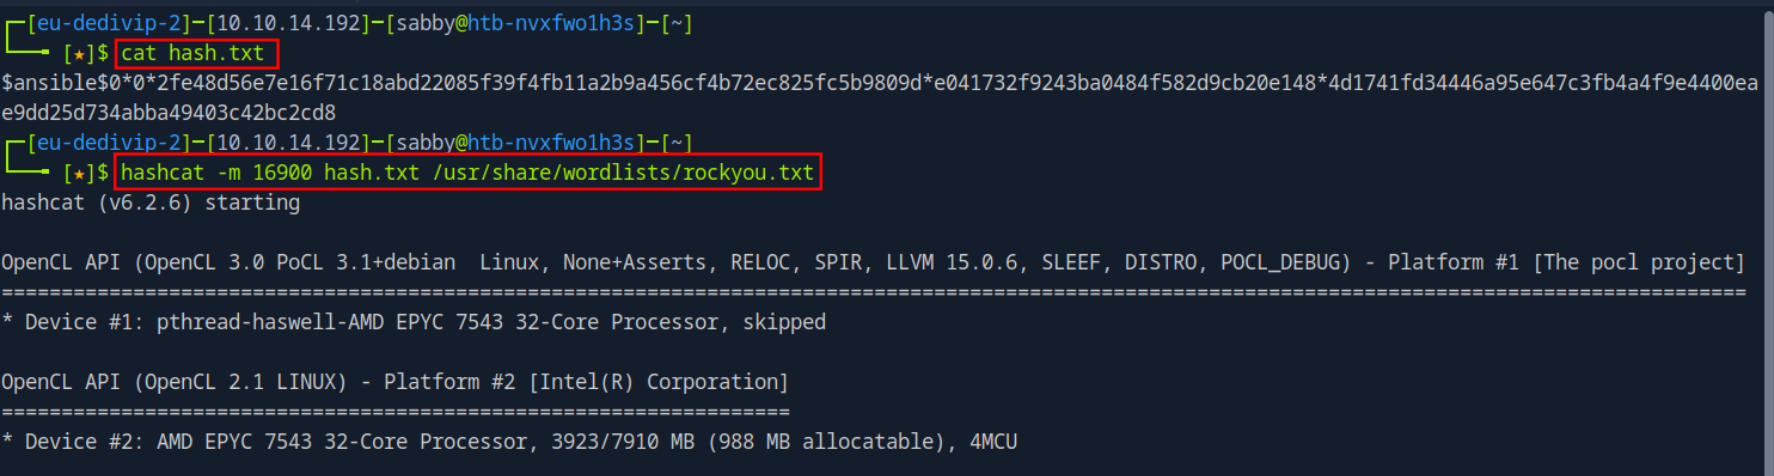 ┌─[eu-dedivip-2]─[10.10.14.192]─[sabby@htb-nvxfwo1h3s]─[~]
└──╼ [★]$ cat hash.txt
$ansible$0*0*2fe48d56e7e16f71c18abd22085f39f4fb11a2b9a456cf4b72ec825fc5b9809d*e041732f9243ba0484f582d9cb20e148*4d1741fd34446a95e647c3fb4a4f9e4400ea
e9dd25d734abba49403c42bc2cd8
┌─[eu-dedivip-2]─[10.10.14.192]─[sabby@htb-nvxfwo1h3s]─[~]
└──╼ [★]$ hashcat -m 16900 hash.txt /usr/share/wordlists/rockyou.txt
hashcat (v6.2.6) starting
OpenCL API (OpenCL 3.0 PoCL 3.1+debian  Linux, None+Asserts, RELOC, SPIR, LLVM 15.0.6, SLEEF, DISTRO, POCL_DEBUG) - Platform #1 [The pocl project]
==================================================================================================================================================
* Device #1: pthread-haswell-AMD EPYC 7543 32-Core Processor, skipped
OpenCL API (OpenCL 2.1 LINUX) - Platform #2 [Intel(R) Corporation]
==================================================================
* Device #2: AMD EPYC 7543 32-Core Processor, 3923/7910 MB (988 MB allocatable), 4MCU